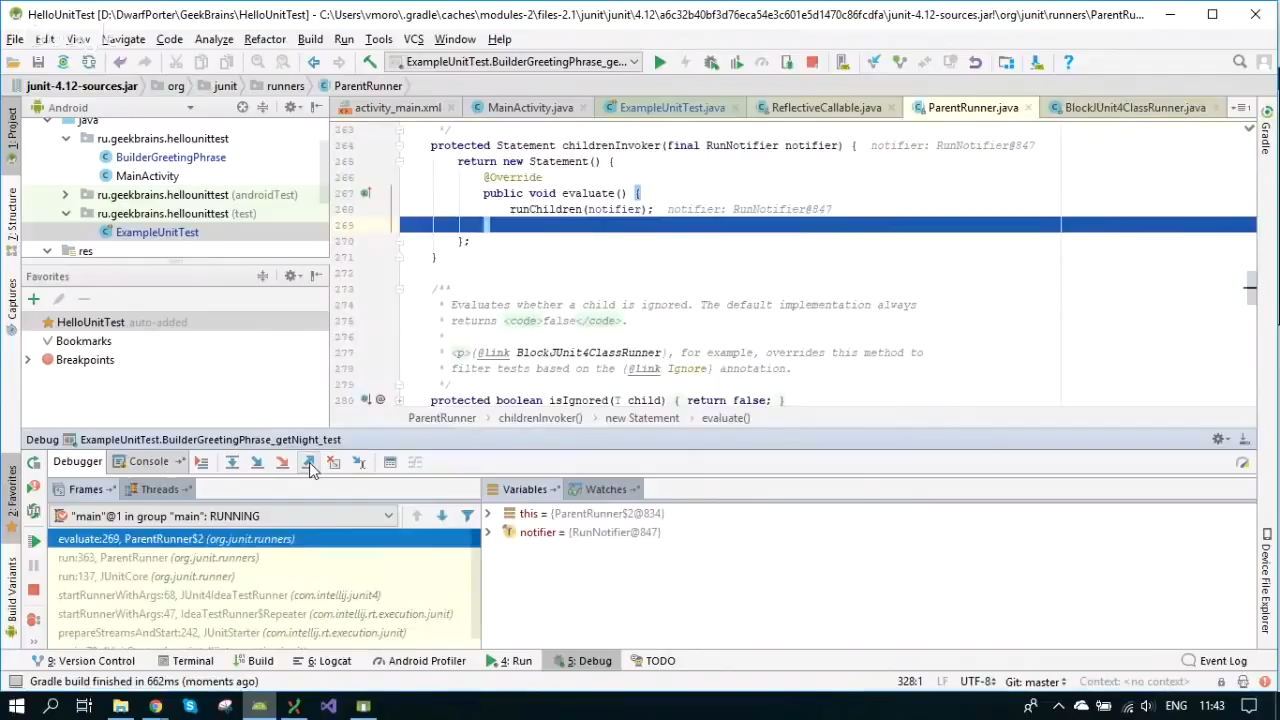 HelloUnitTest [D:\DwarfPorter\GeekBrains\HelloUnitTest] - C:\Users\vmoro\.gradle\caches\modules-2\files-2.1\junit\junit\4.12\a6c32b40bf3d76eca54e3c601e5d1470c86fcdfa\junit-4.12-sources.jar!\org\junit\runners\ParentRu...
File Edit View Navigate Code Analyze Refactor Build Run Tools VCS Window Help
ExampleUnitTest.BuilderGreetingPhrase_ge...
junit-4.12-sources.jar org junit runners ParentRunner
1: Project
Android
activity_main.xml MainActivity.java ExampleUnitTest.java ReflectiveCallable.java ParentRunner.java BlockJUnit4ClassRunner.java
Gradle
java
ru.geekbrains.hellounittest
BuilderGreetingPhrase
MainActivity
ru.geekbrains.hellounittest (androidTest)
ru.geekbrains.hellounittest (test)
ExampleUnitTest
res
7: Structure
Captures
Favorites
HelloUnitTest auto-added
Bookmarks
Breakpoints
263 */
264 protected Statement childrenInvoker(final RunNotifier notifier) { notifier: RunNotifier@847
265 return new Statement() {
266 @Override
267 public void evaluate() {
268 runChildren(notifier); notifier: RunNotifier@847
269
270 };
271 }
272
273 /**
274 * Evaluates whether a child is ignored. The default implementation always
275 * returns <code>false</code>.
276 *
277 * <p>{@link BlockJUnit4ClassRunner}, for example, overrides this method to
278 * filter tests based on the {@link Ignore} annotation.
279 */
280 protected boolean isIgnored(T child) { return false; }
ParentRunner childrenInvoker() new Statement evaluate()
Debug ExampleUnitTest.BuilderGreetingPhrase_getNight_test
Debugger Console
Frames Threads
Variables Watches
"main"@1 in group "main": RUNNING
evaluate:269, ParentRunner$2 (org.junit.runners)
run:363, ParentRunner (org.junit.runners)
run:137, JUnitCore (org.junit.runner)
startRunnerWithArgs:68, JUnit4IdeaTestRunner (com.intellij.junit4)
startRunnerWithArgs:47, IdeaTestRunner$Repeater (com.intellij.rt.execution.junit)
prepareStreamsAndStart:242, JUnitStarter (com.intellij.rt.execution.junit)
this = {ParentRunner$2@834}
notifier = {RunNotifier@847}
2: Favorites
Build Variants
Device File Explorer
9: Version Control Terminal Build 6: Logcat Android Profiler 4: Run 5: Debug TODO Event Log
Gradle build finished in 662ms (moments ago)
328:1 LF UTF-8 Git: master Context: <no context>
ENG 11:43